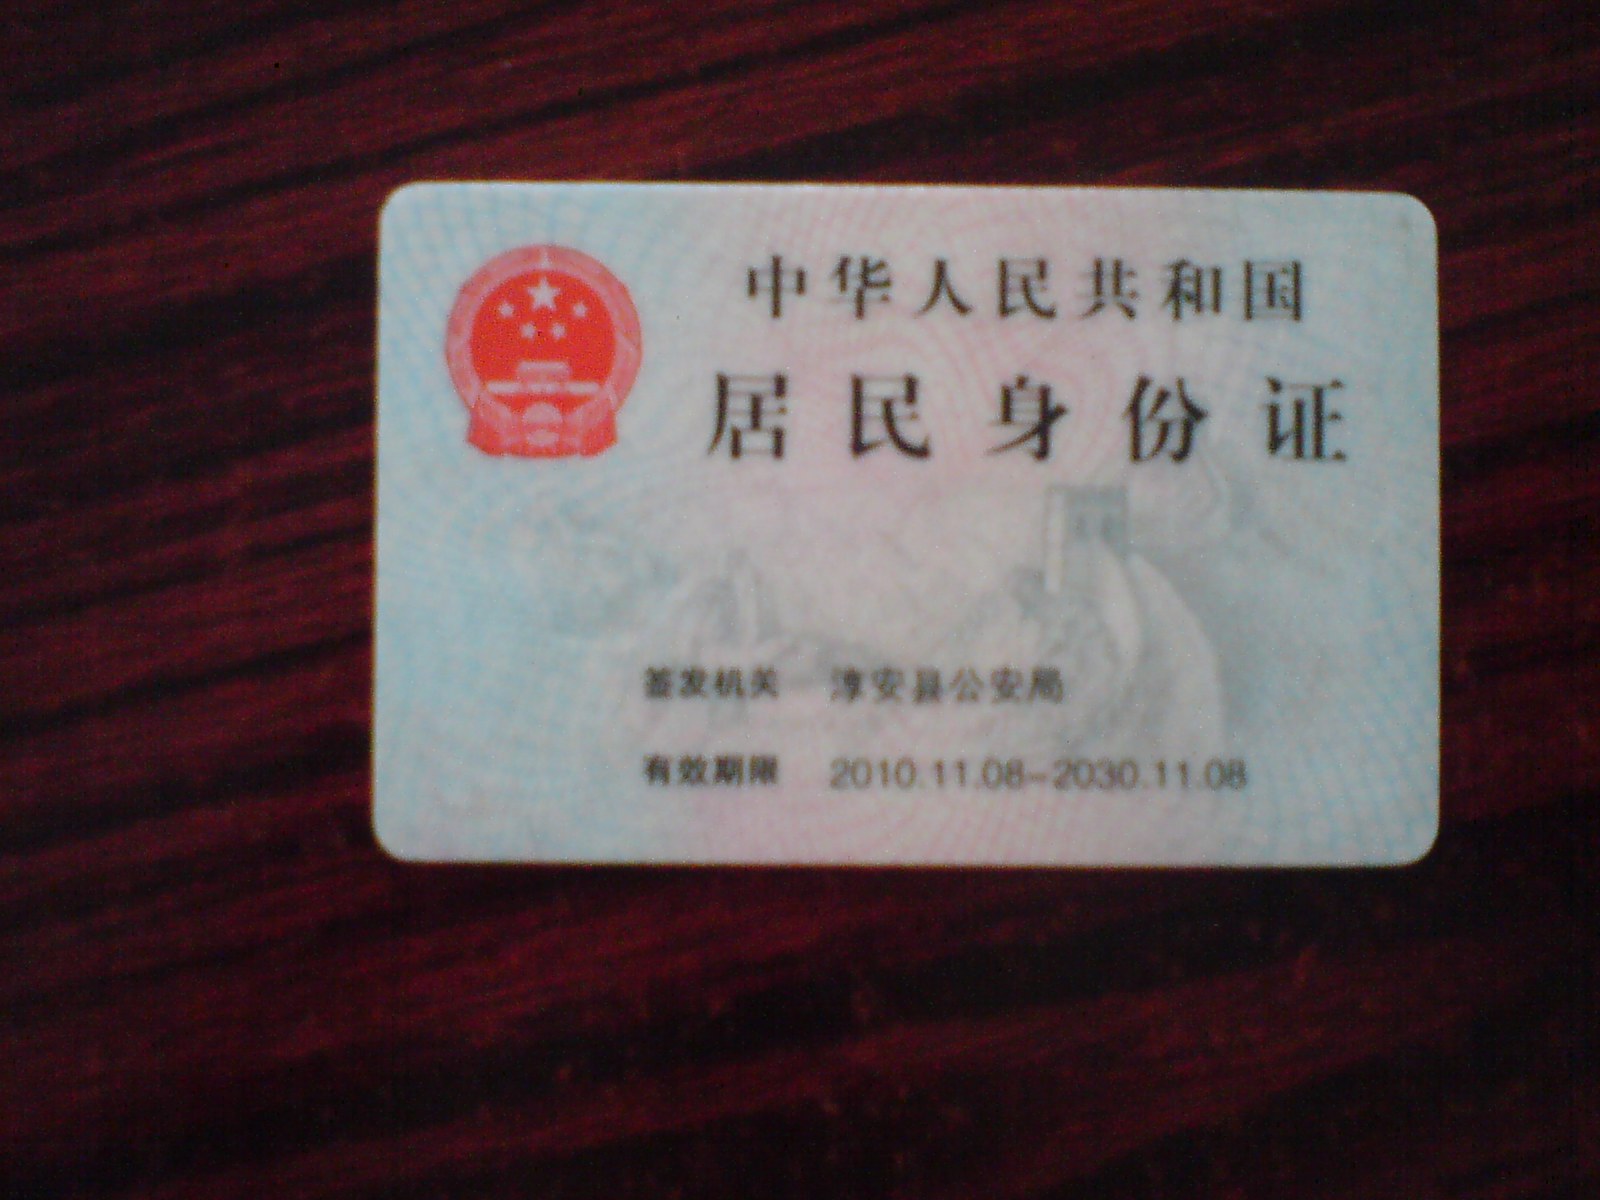 中华人民共和国
居民身份证
签发机关 淳安县公安局
有效期限 2010.11.08-2030.11.08